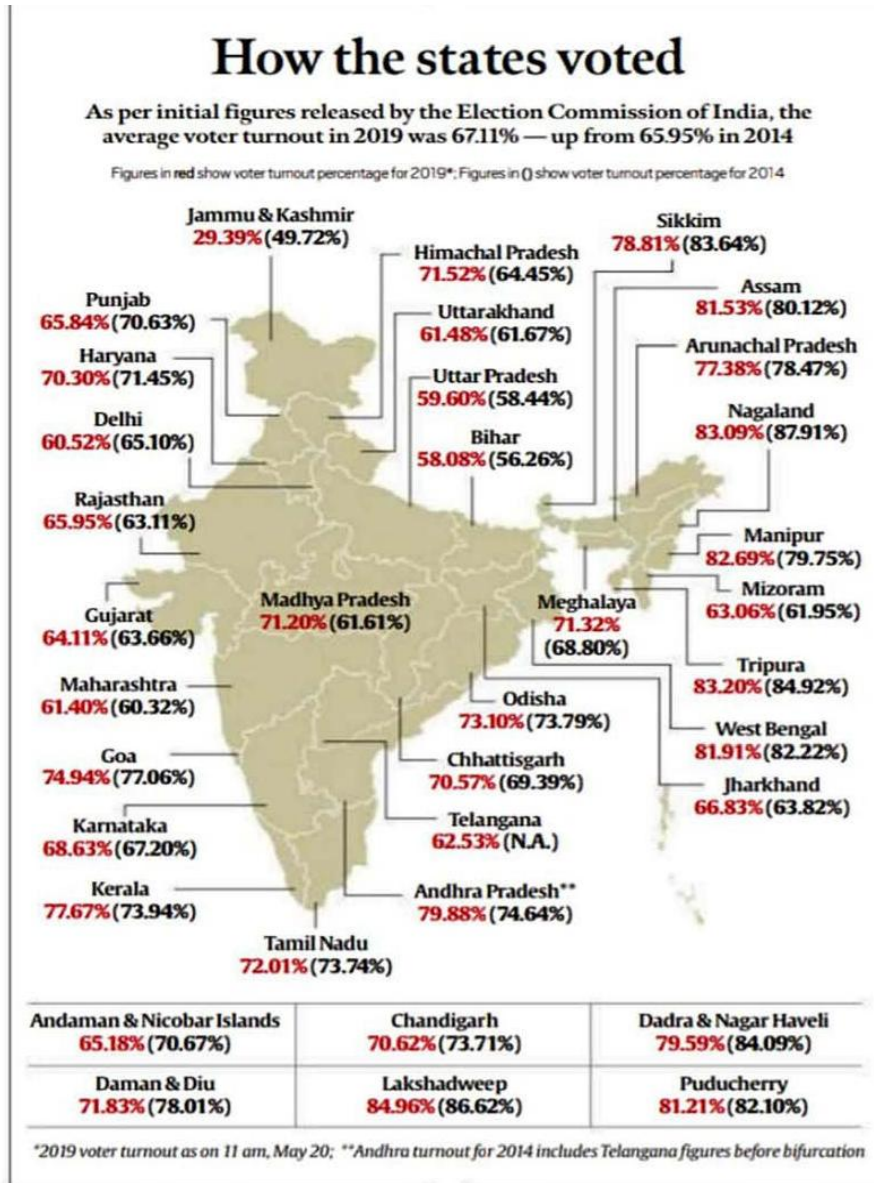 How the states voted
As per initial figures released by the Election Commission of India, the
average voter turnout in 2019 was 67.11% — up from 65.95% in 2014
Figures in red show voter turnout percentage for 2019*; Figures in () show voter turnout percentage for 2014
Jammu & Kashmir
29.39% (49.72%)
Himachal Pradesh
71.52% (64.45%)
Sikkim
78.81% (83.64%)
Punjab
65.84% (70.63%)
Uttarakhand
61.48% (61.67%)
Assam
81.53% (80.12%)
Haryana
70.30% (71.45%)
Uttar Pradesh
59.60% (58.44%)
Arunachal Pradesh
77.38% (78.47%)
Delhi
60.52% (65.10%)
Bihar
58.08% (56.26%)
Nagaland
83.09% (87.91%)
Rajasthan
65.95% (63.11%)
Manipur
82.69% (79.75%)
Gujarat
64.11% (63.66%)
Madhya Pradesh
71.20% (61.61%)
Meghalaya
71.32%
(68.80%)
Mizoram
63.06% (61.95%)
Tripura
83.20% (84.92%)
Maharashtra
61.40% (60.32%)
Odisha
73.10% (73.79%)
West Bengal
81.91% (82.22%)
Goa
74.94% (77.06%)
Chhattisgarh
70.57% (69.39%)
Jharkhand
66.83% (63.82%)
Karnataka
68.63% (67.20%)
Telangana
62.53% (N.A.)
Kerala
77.67% (73.94%)
Andhra Pradesh**
79.88% (74.64%)
Tamil Nadu
72.01% (73.74%)
Andaman & Nicobar Islands
65.18% (70.67%)
Chandigarh
70.62% (73.71%)
Dadra & Nagar Haveli
79.59% (84.09%)
Daman & Diu
71.83% (78.01%)
Lakshadweep
84.96% (86.62%)
Puducherry
81.21% (82.10%)
*2019 voter turnout as on 11 am, May 20; **Andhra turnout for 2014 includes Telangana figures before bifurcation